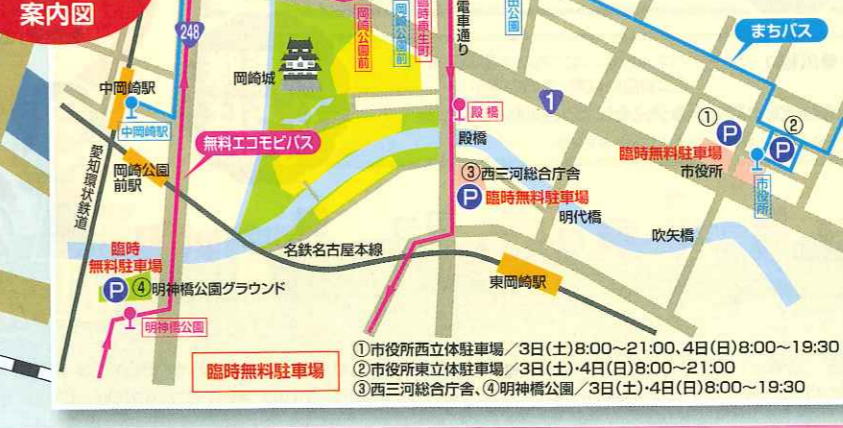 案内図
248
岡崎城
岡崎公園前
岡崎公園前
電車通り
田公園
まちバス
中岡崎駅
中岡崎駅
無料エコモビバス
岡崎公園
前駅
愛知環状鉄道
殿橋
殿橋
1
①
P
②
P
臨時無料駐車場
市役所
市役所
③西三河総合庁舎
P 臨時無料駐車場
明代橋
吹矢橋
名鉄名古屋本線
東岡崎駅
臨時
無料駐車場
P ④明神橋公園グラウンド
明神橋公園
臨時無料駐車場
①市役所西立体駐車場／3日(土)8:00～21:00、4日(日)8:00～19:30
②市役所東立体駐車場／3日(土)・4日(日)8:00～21:00
③西三河総合庁舎、④明神橋公園／3日(土)・4日(日)8:00～19:30